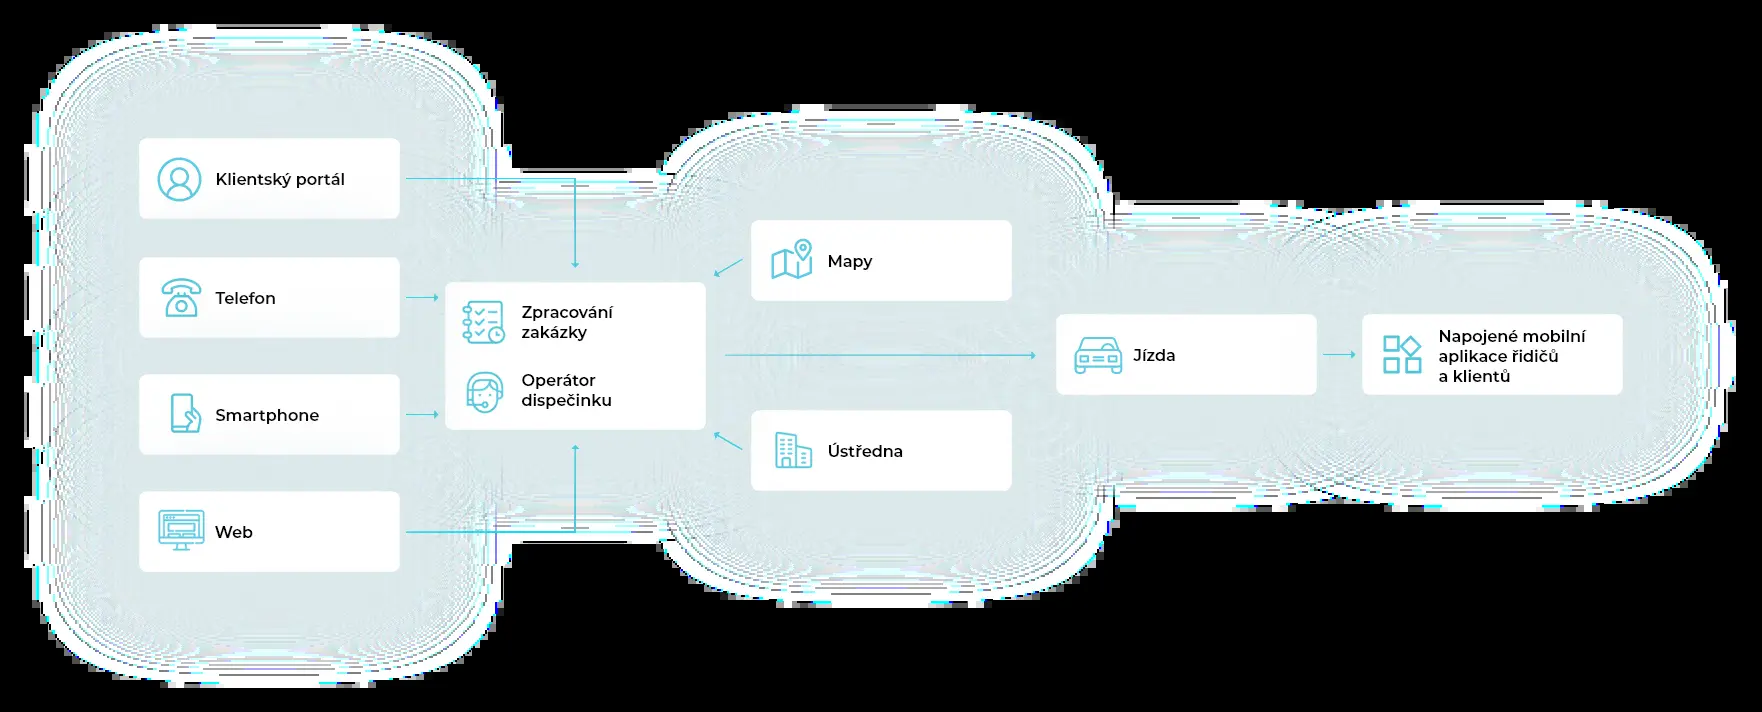 Klientský portál
Telefon
Smartphone
Web
Zpracování
zakázky
Operátor
dispečinku
Mapy
Ústředna
Jízda
Napojené mobilní
aplikace řidičů
a klientů